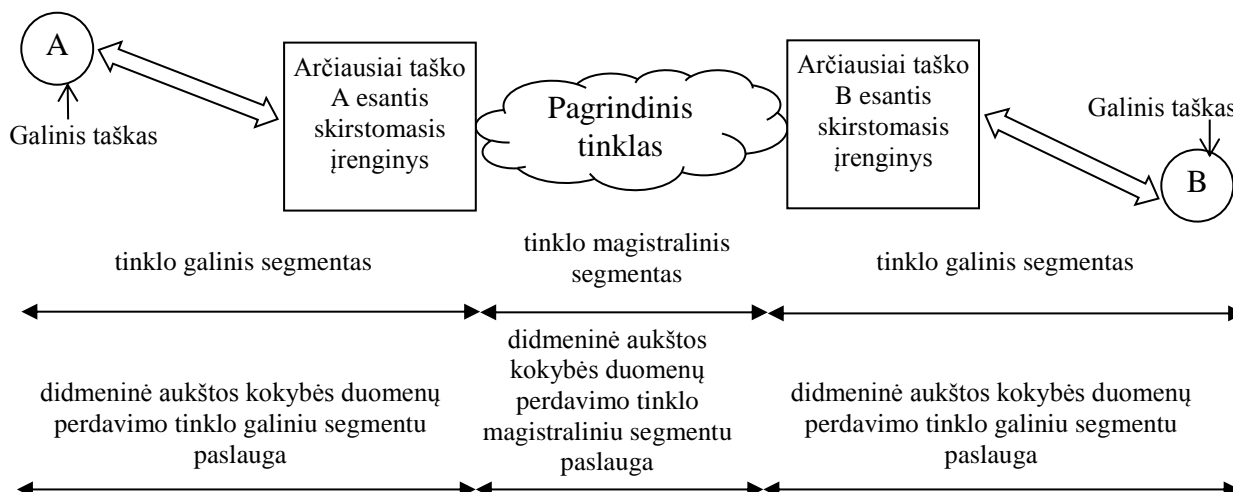 A
Galinis taškas
Arčiausiai taško
A esantis
skirstomasis
įrenginys
Pagrindinis
tinklas
Arčiausiai taško
B esantis
skirstomasis
įrenginys
Galinis taškas
B
tinklo galinis segmentas
tinklo magistralinis
segmentas
tinklo galinis segmentas
didmeninė aukštos kokybės duomenų
perdavimo tinklo galiniu segmentu
paslauga
didmeninė aukštos
kokybės duomenų
perdavimo tinklo
magistraliniu segmentu
paslauga
didmeninė aukštos kokybės duomenų
perdavimo tinklo galiniu segmentu
paslauga